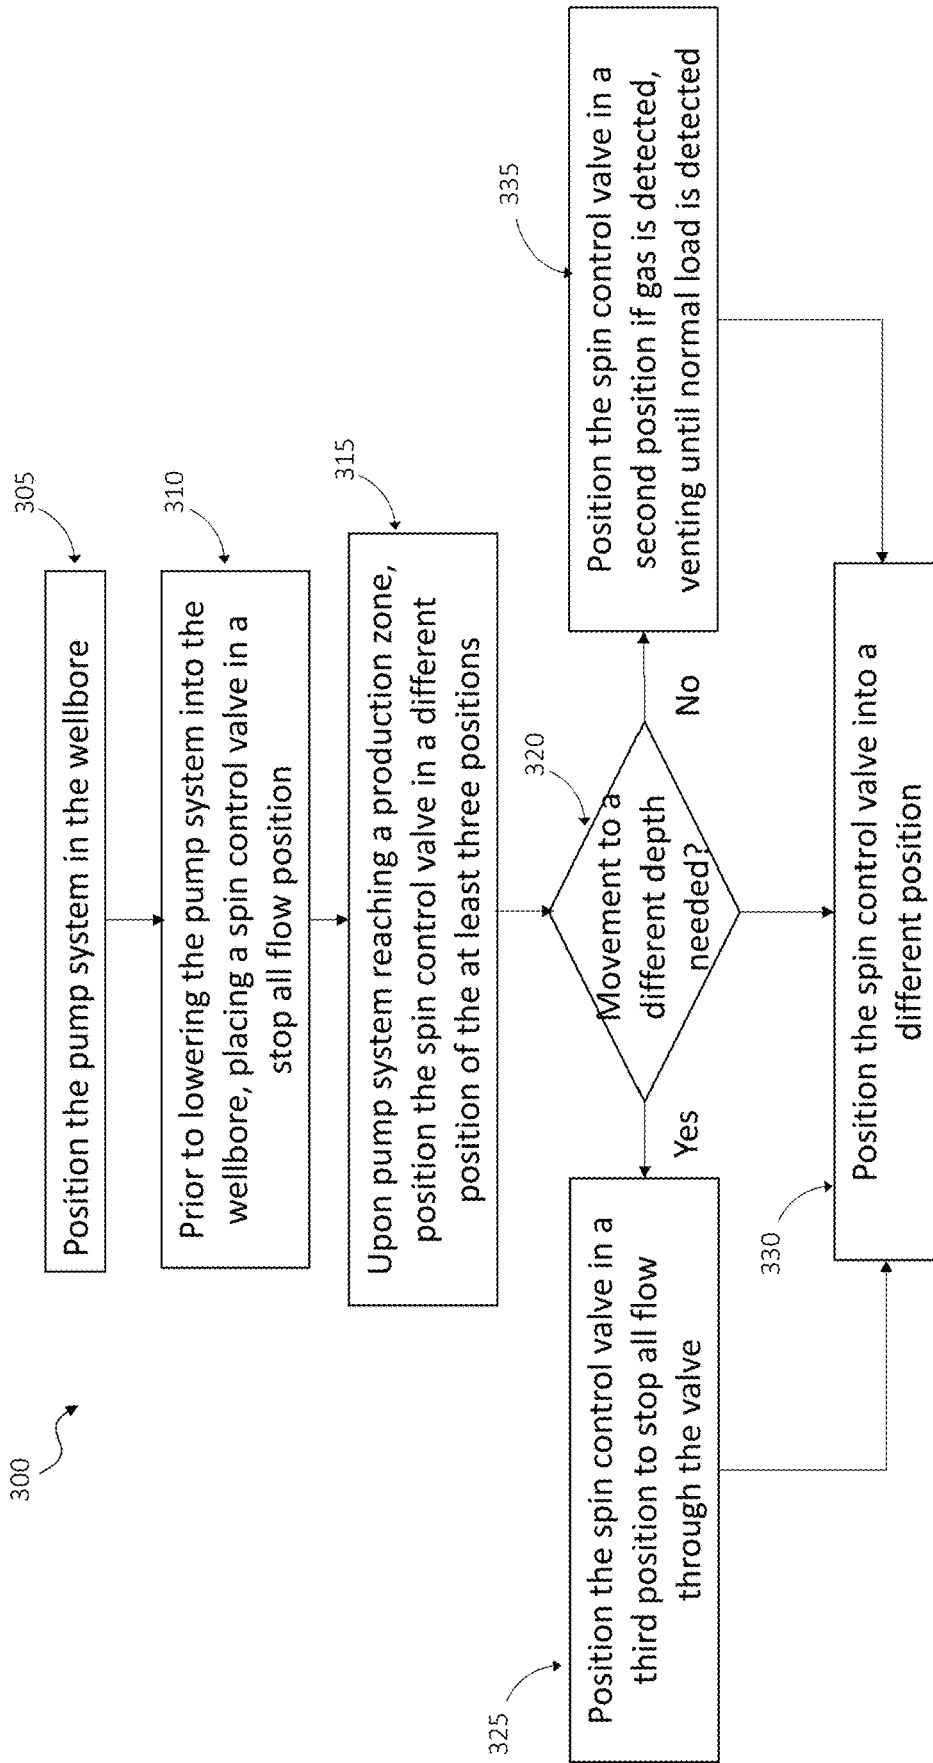 300
305
Position the pump system in the wellbore
310
Prior to lowering the pump system into the
wellbore, placing a spin control valve in a
stop all flow position
315
Upon pump system reaching a production zone,
position the spin control valve in a different
position of the at least three positions
320
Movement to a
different depth
needed?
Yes
No
325
Position the spin control valve in a
third position to stop all flow
through the valve
335
Position the spin control valve in a
second position if gas is detected,
venting until normal load is detected
330
Position the spin control valve into a
different position